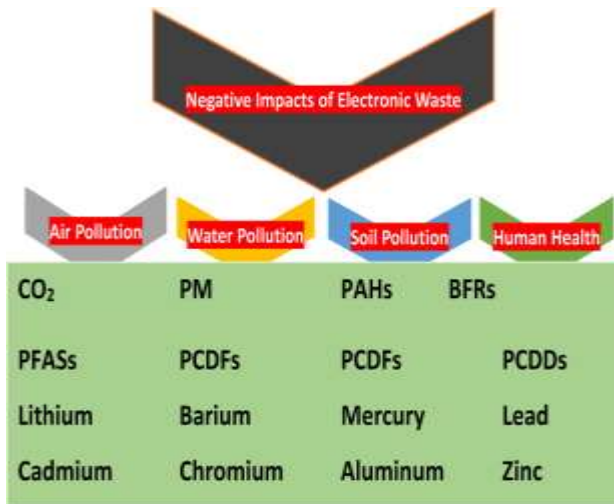 Negative Impacts of Electronic Waste
Air Pollution Water Pollution Soil Pollution Human Health
CO₂ PM PAHs BFRs
PFASs PCDFs PCDFs PCDDs
Lithium Barium Mercury Lead
Cadmium Chromium Aluminum Zinc